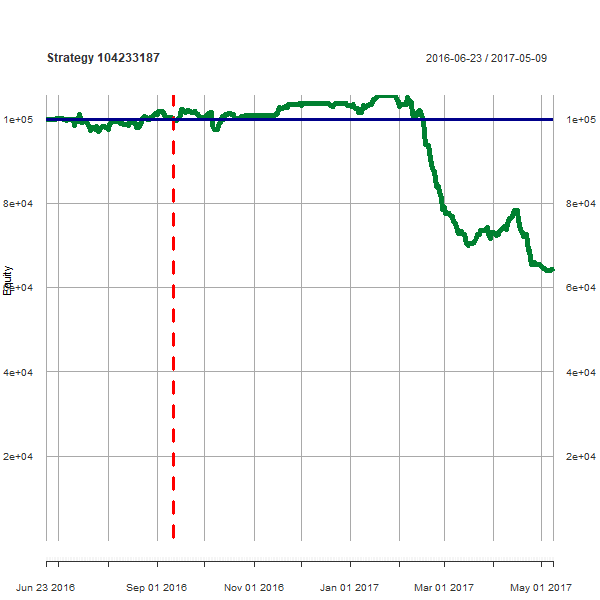 Strategy 104233187 2016-06-23 / 2017-05-09
1e+05 1e+05
8e+04 8e+04
Equity
6e+04 6e+04
4e+04 4e+04
2e+04 2e+04
Jun 23 2016 Sep 01 2016 Nov 01 2016 Jan 01 2017 Mar 01 2017 May 01 2017